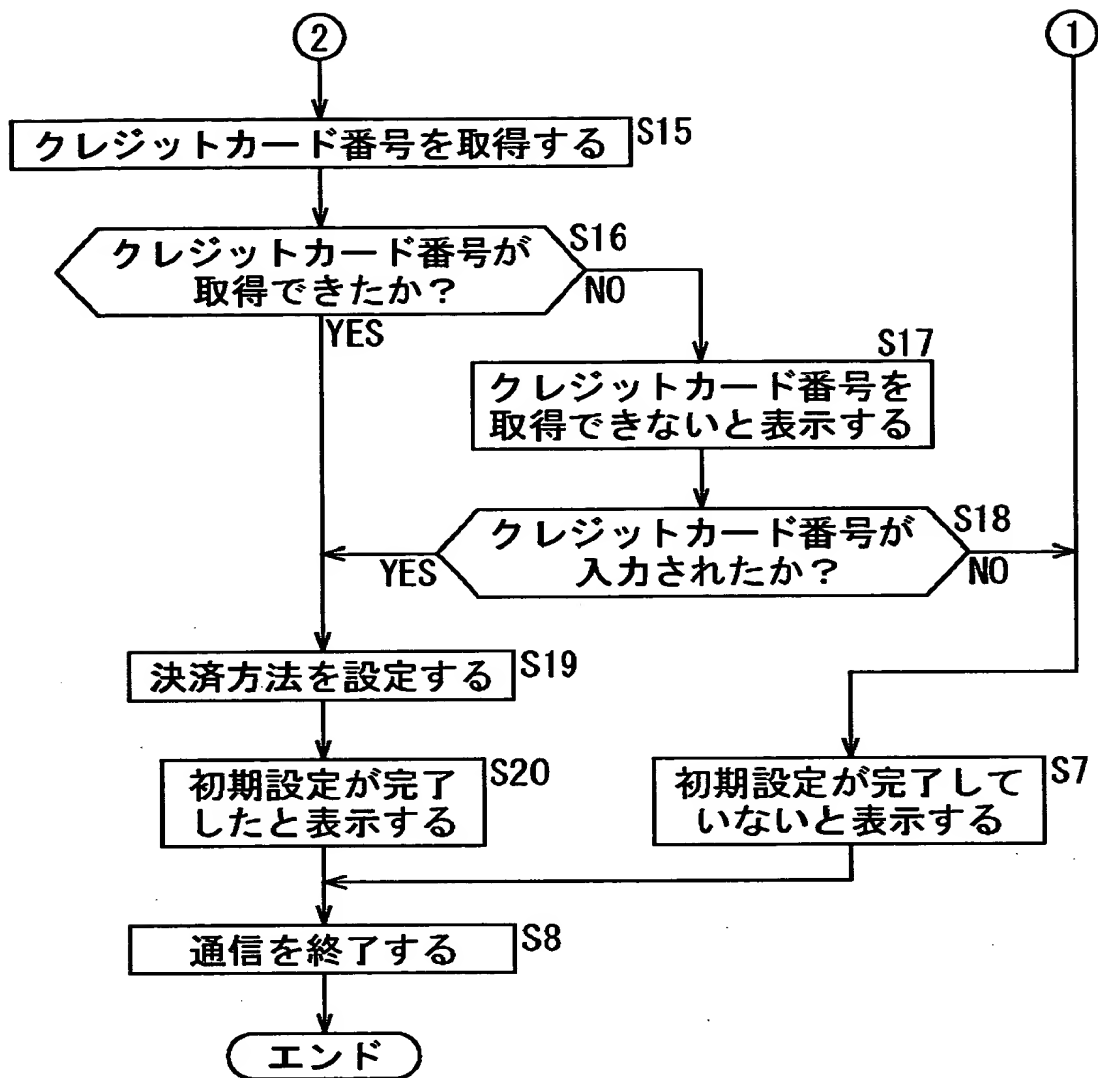 2
1
クレジットカード番号を取得する
S15
クレジットカード番号が
取得できたか?
S16
NO
YES
S17
クレジットカード番号を
取得できないと表示する
クレジットカード番号が
入力されたか?
S18
YES
NO
決済方法を設定する
S19
初期設定が完了
したと表示する
S20
初期設定が完了して
いないと表示する
S7
通信を終了する
S8
エンド